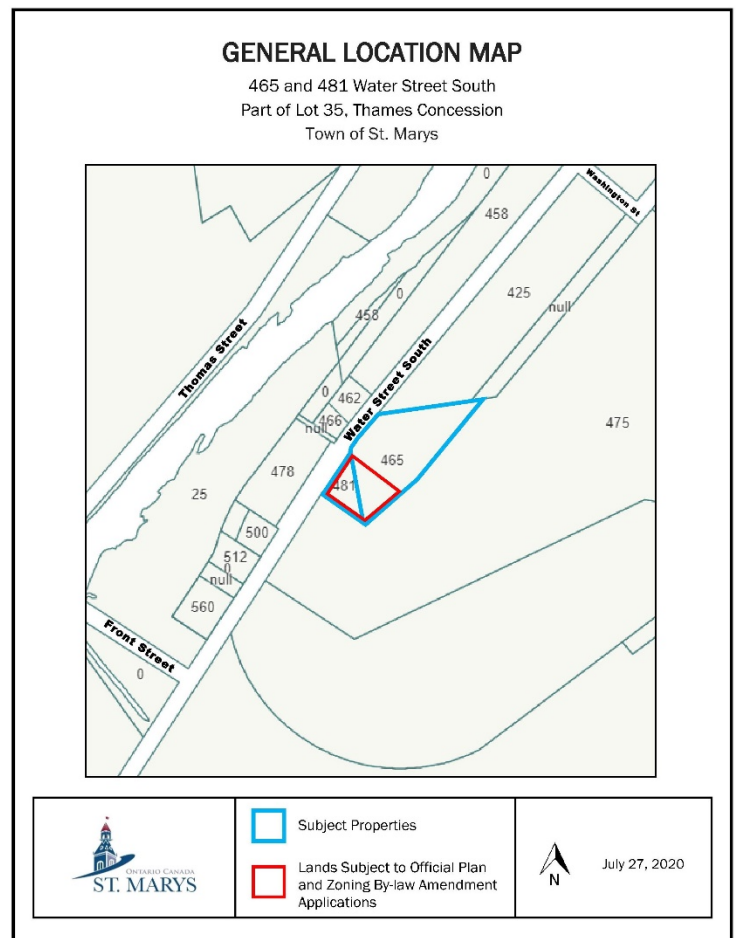 GENERAL LOCATION MAP
465 and 481 Water Street South
Part of Lot 35, Thames Concession
Town of St. Marys
0
Washington St
458
425
null
0
458
Thomas Street
Water Street South
0
462
466
null
475
465
478
481
25
500
512
0
null
560
Front Street
0
ONTARIO CANADA
ST. MARYS
Subject Properties
Lands Subject to Official Plan
and Zoning By-law Amendment
Applications
N
July 27, 2020